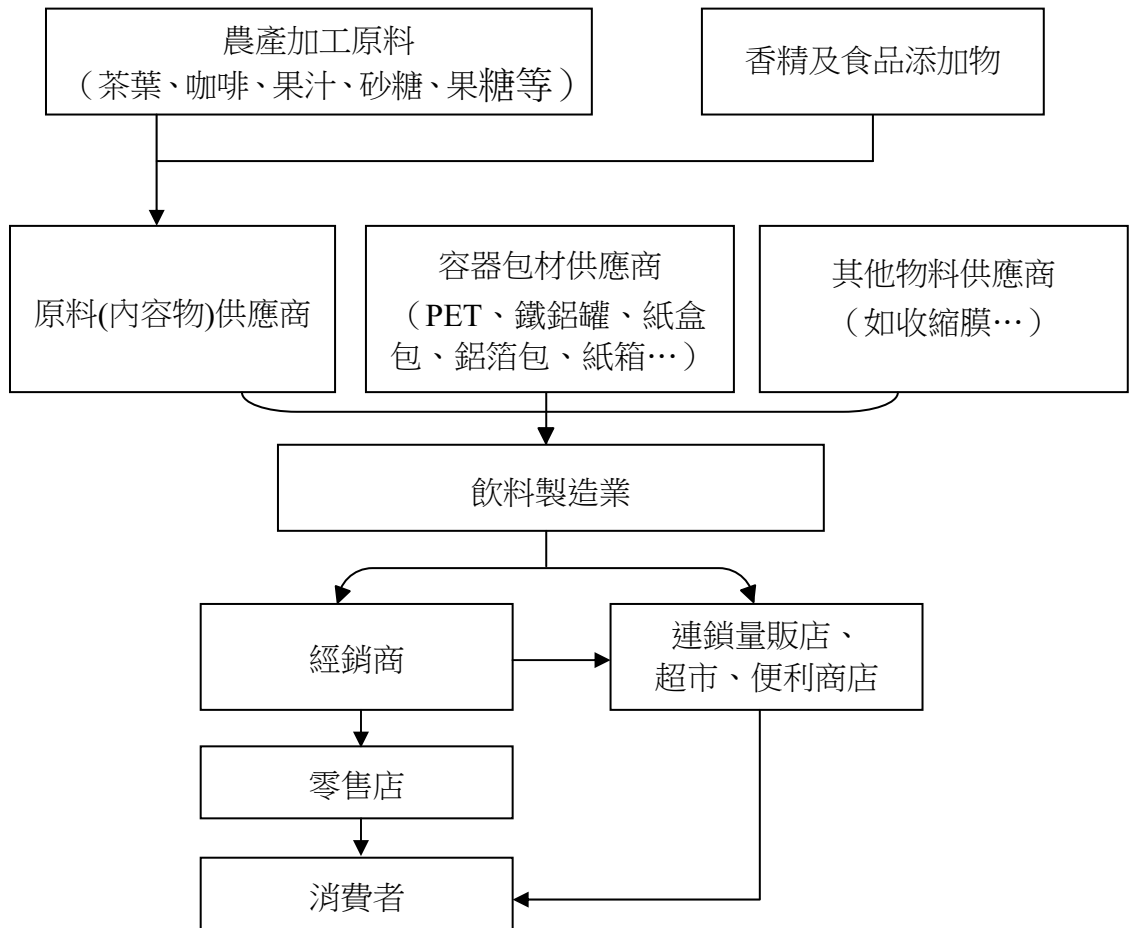 農產加工原料
（茶葉、咖啡、果汁、砂糖、果糖等）
香精及食品添加物
原料(內容物)供應商
容器包材供應商
（PET、鐵鋁罐、紙盒
包、鋁箔包、紙箱…）
其他物料供應商
（如收縮膜…）
飲料製造業
經銷商
連鎖量販店、
超市、便利商店
零售店
消費者